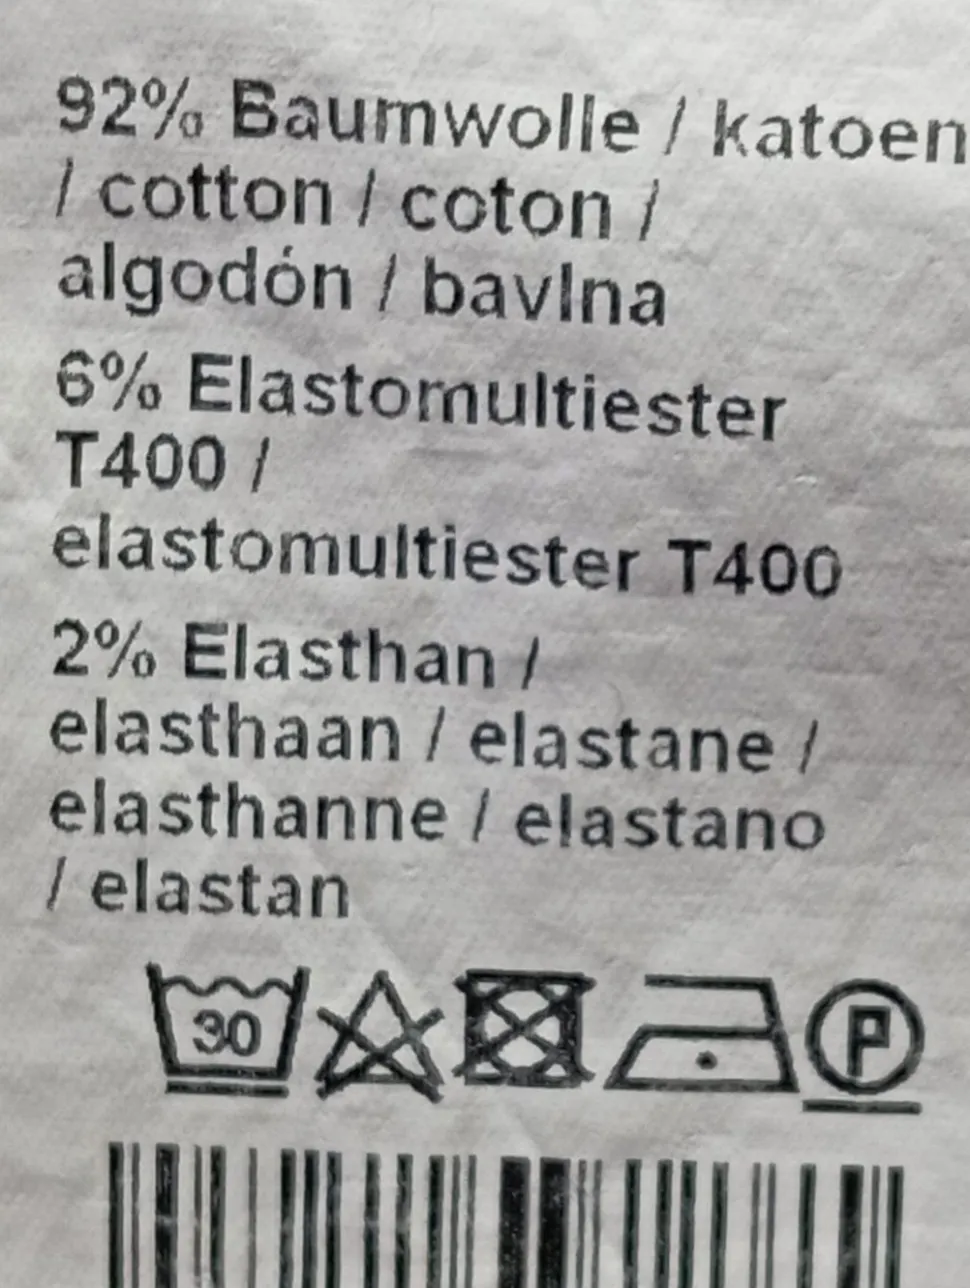 92% Baumwolle / katoen
/ cotton / coton /
algodón / bavlna
6% Elastomultiester
T400 /
elastomultiester T400
2% Elasthan /
elasthaan / elastane /
elasthanne / elastano
/ elastan
30
P